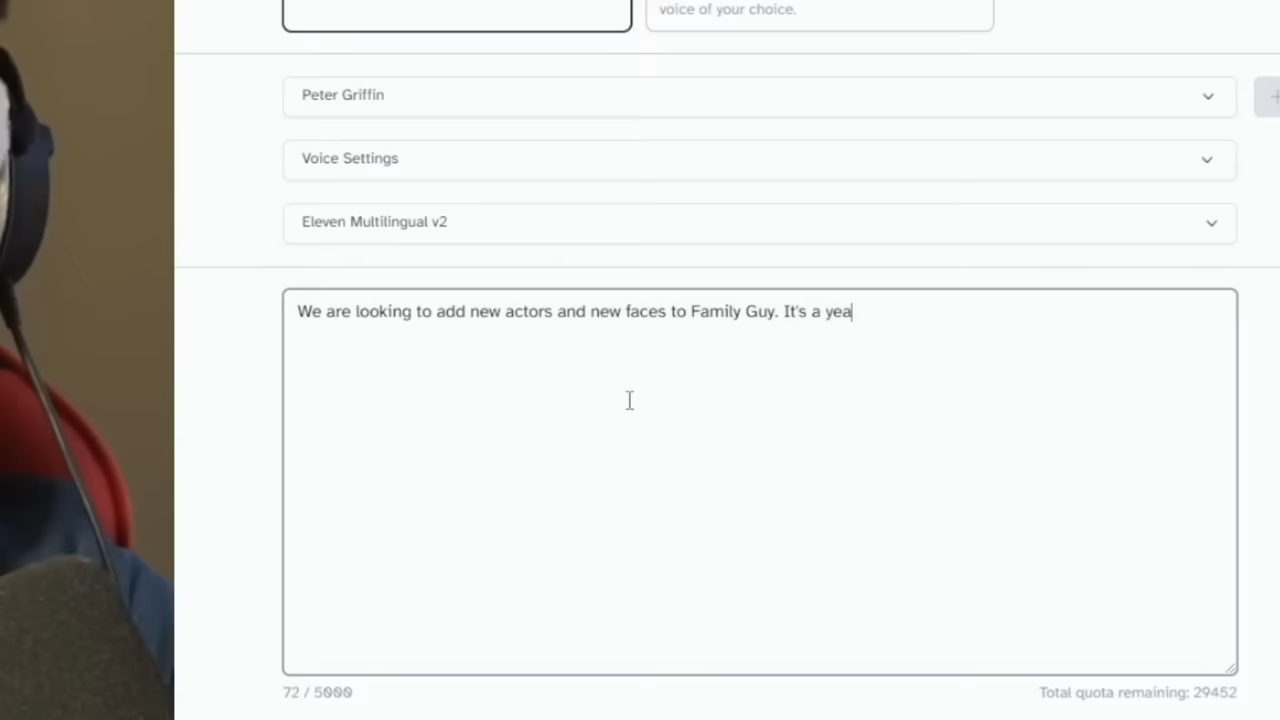 voice of your choice.
Peter Griffin
Voice Settings
Eleven Multilingual v2
We are looking to add new actors and new faces to Family Guy. It's a yea
72 / 5000
Total quota remaining: 29452